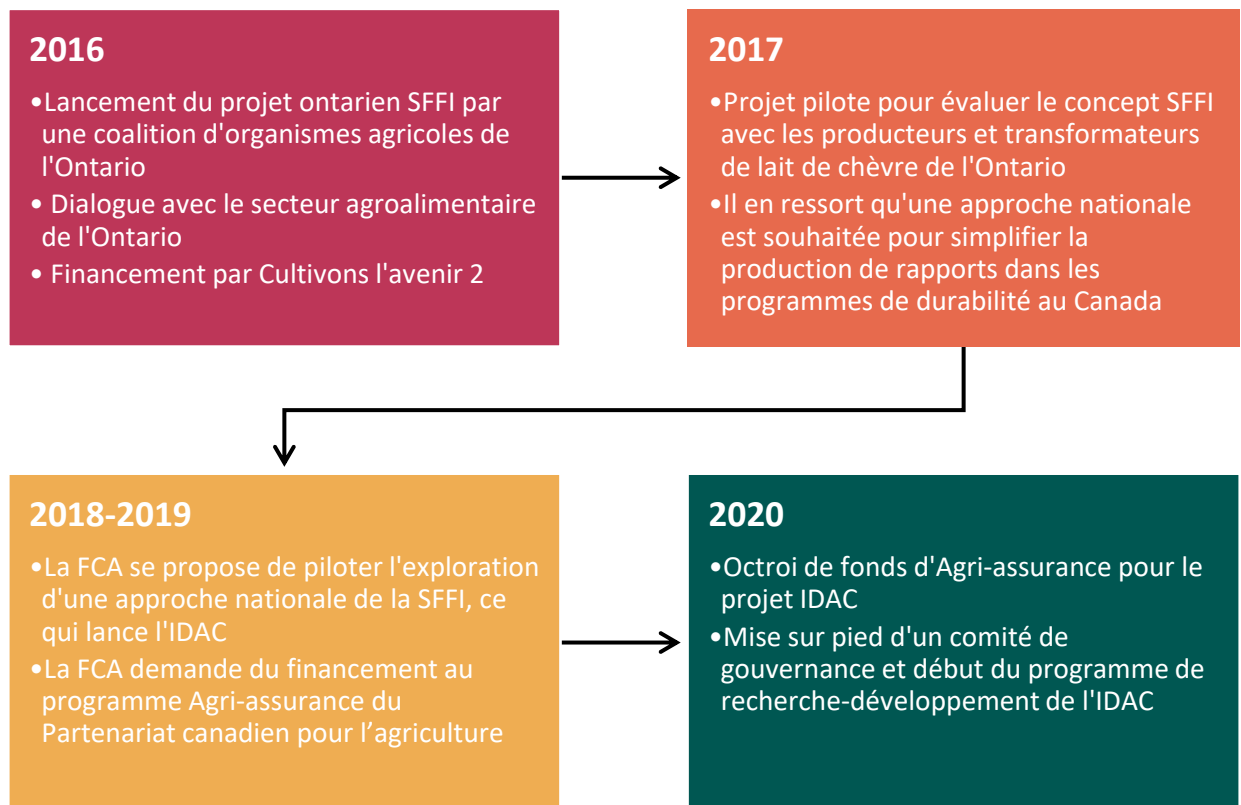 2016
•Lancement du projet ontarien SFFI par
une coalition d'organismes agricoles de
l'Ontario
• Dialogue avec le secteur agroalimentaire
de l'Ontario
• Financement par Cultivons l'avenir 2
2017
•Projet pilote pour évaluer le concept SFFI
avec les producteurs et transformateurs
de lait de chèvre de l'Ontario
•Il en ressort qu'une approche nationale
est souhaitée pour simplifier la
production de rapports dans les
programmes de durabilité au Canada
2018-2019
•La FCA se propose de piloter l'exploration
d'une approche nationale de la SFFI, ce
qui lance l'IDAC
•La FCA demande du financement au
programme Agri-assurance du
Partenariat canadien pour l’agriculture
2020
•Octroi de fonds d'Agri-assurance pour le
projet IDAC
•Mise sur pied d'un comité de
gouvernance et début du programme de
recherche-développement de l'IDAC